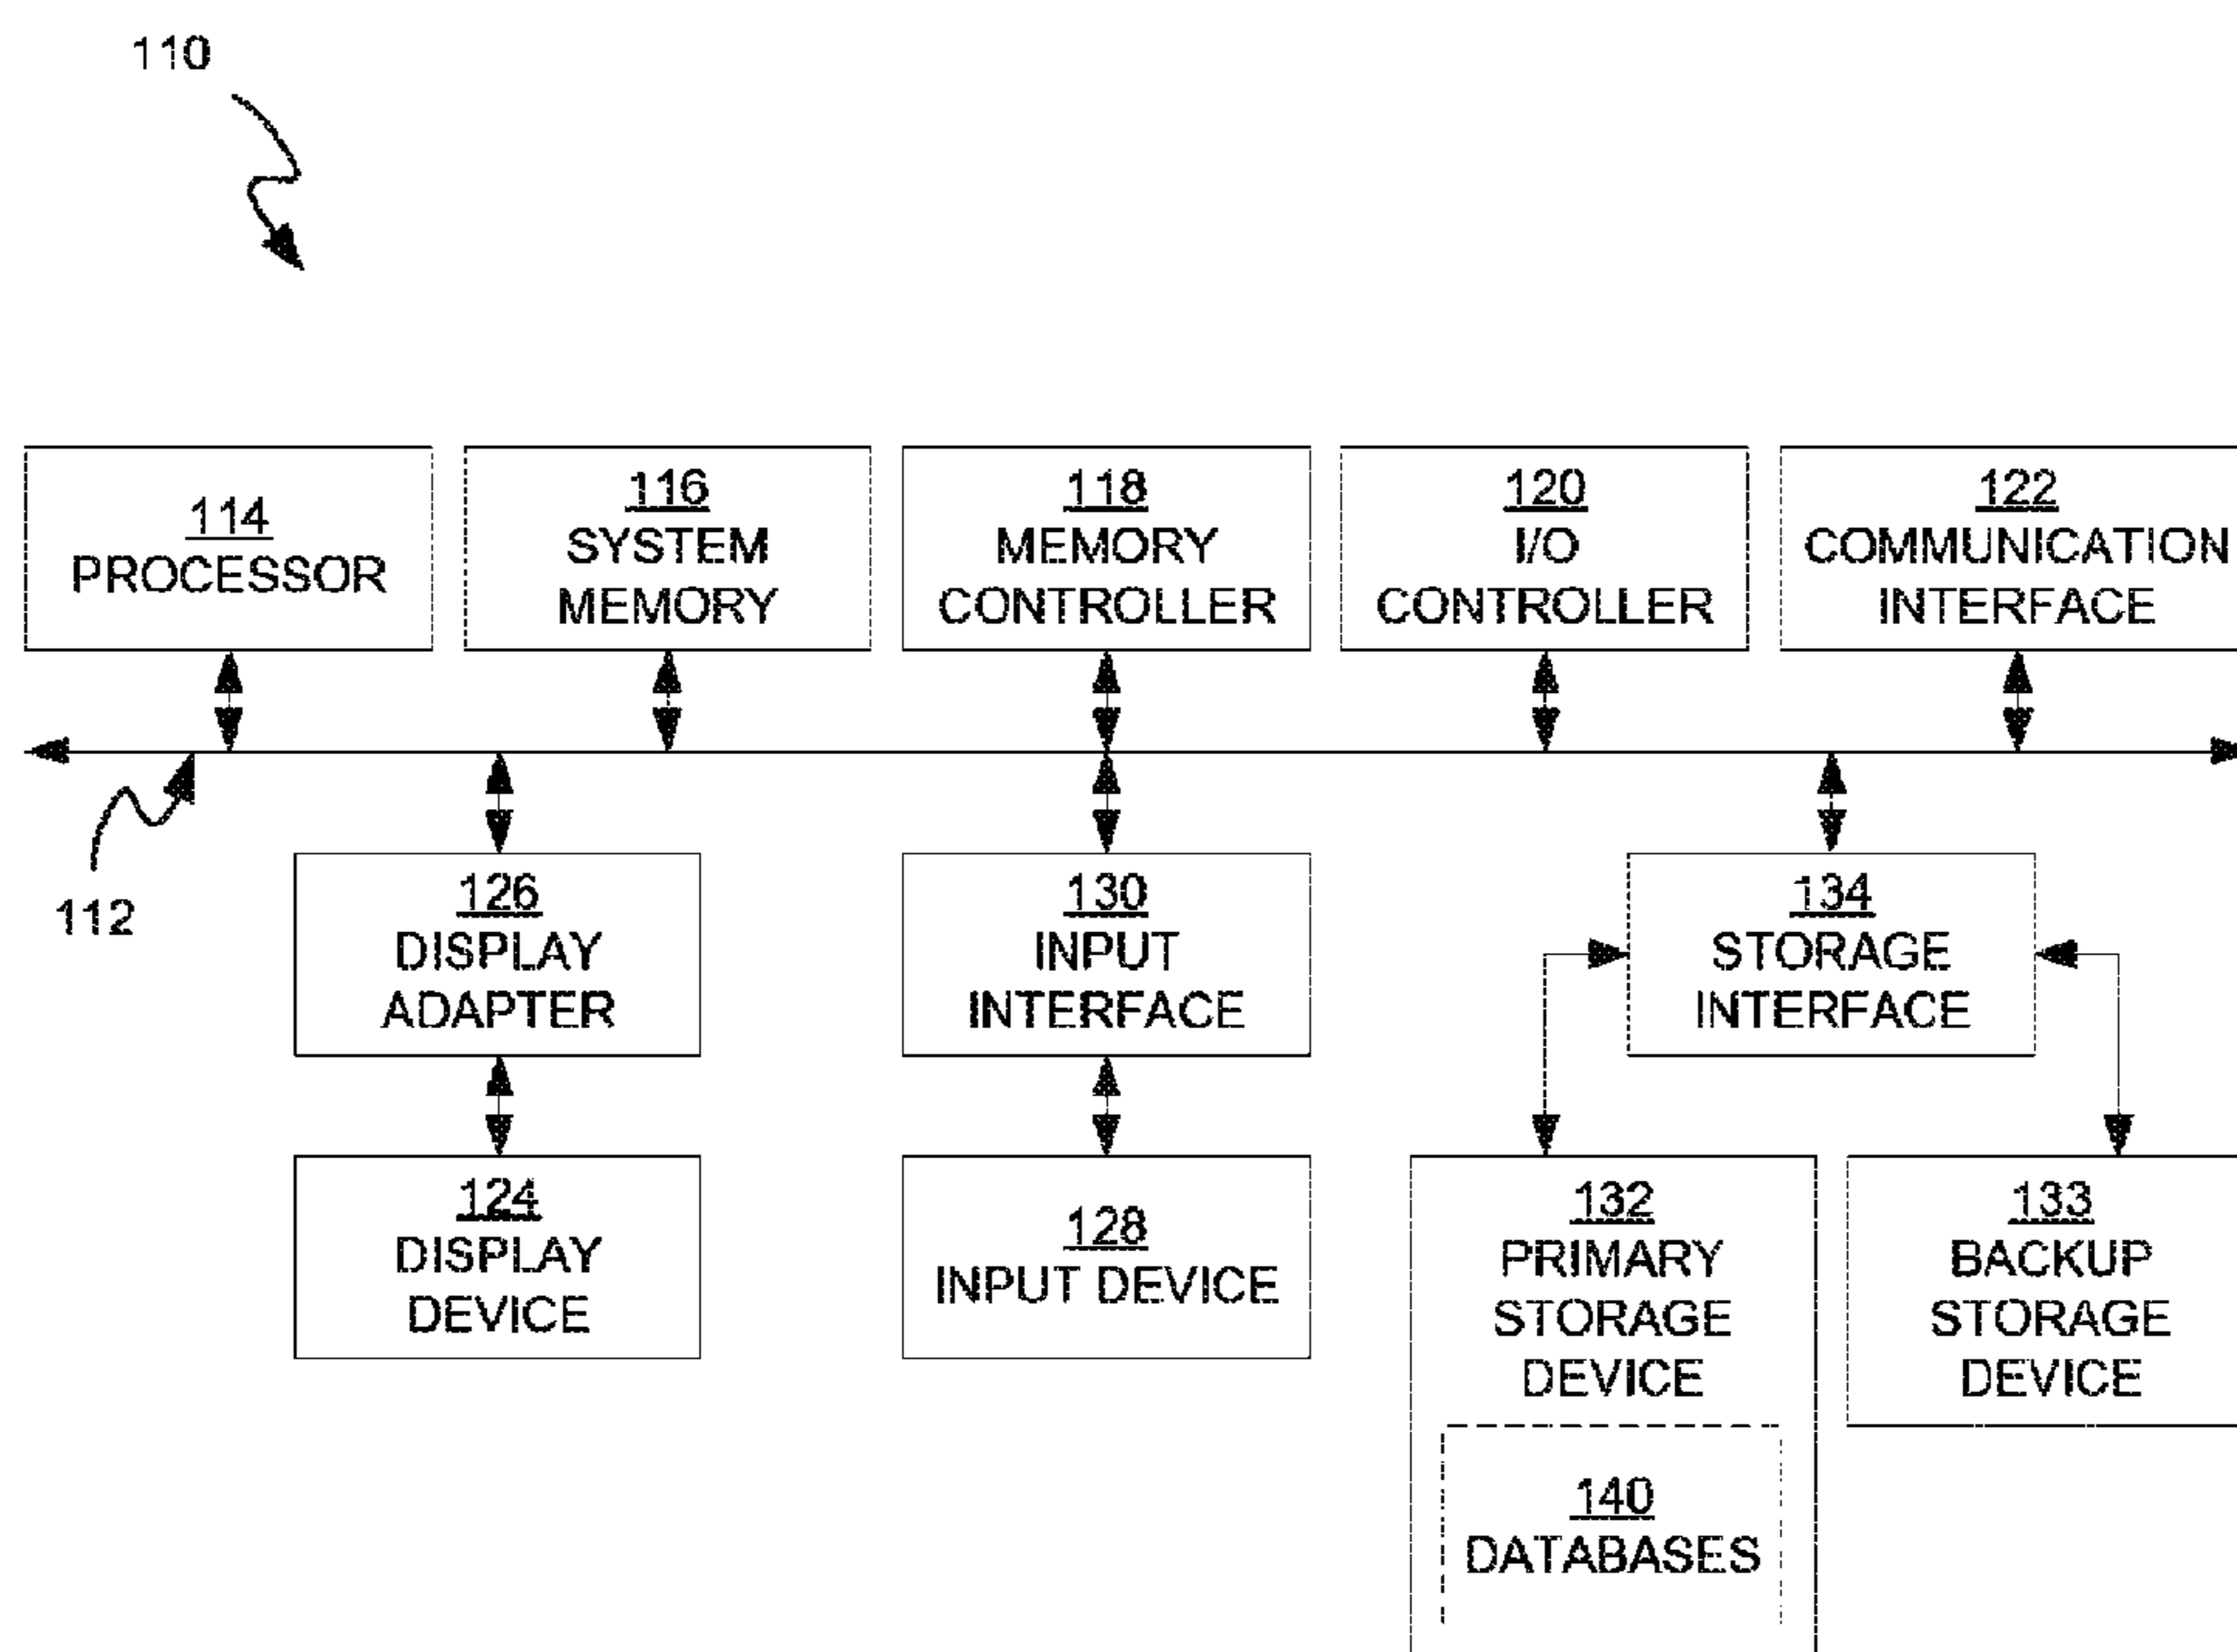 110
114
PROCESSOR
116
SYSTEM
MEMORY
118
MEMORY
CONTROLLER
120
I/O
CONTROLLER
122
COMMUNICATION
INTERFACE
112
126
DISPLAY
ADAPTER
130
INPUT
INTERFACE
134
STORAGE
INTERFACE
124
DISPLAY
DEVICE
128
INPUT DEVICE
132
PRIMARY
STORAGE
DEVICE
133
BACKUP
STORAGE
DEVICE
140
DATABASES